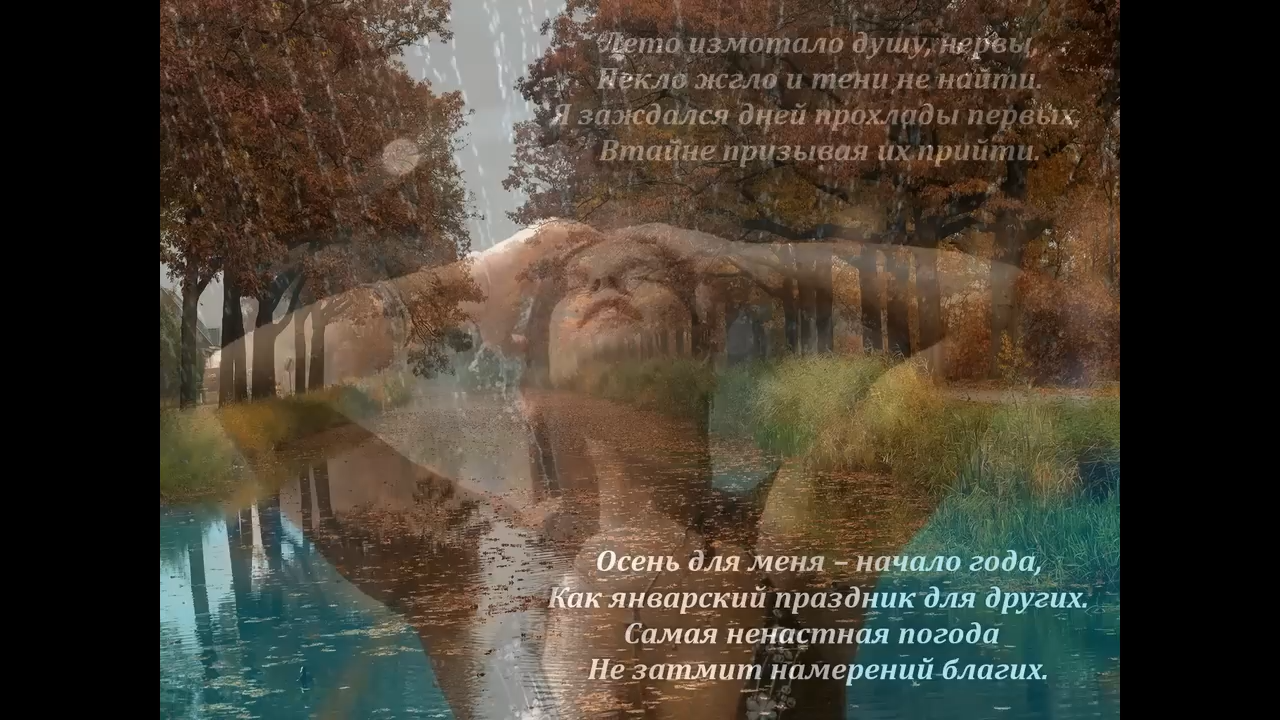 Лето измотало душу, нервы,
Пекло жгло и тени не найти.
Я заждался дней прохлады первых,
Втайне призывая их прийти.
Осень для меня – начало года,
Как январский праздник для других.
Самая ненастная погода
Не затмит намерений благих.